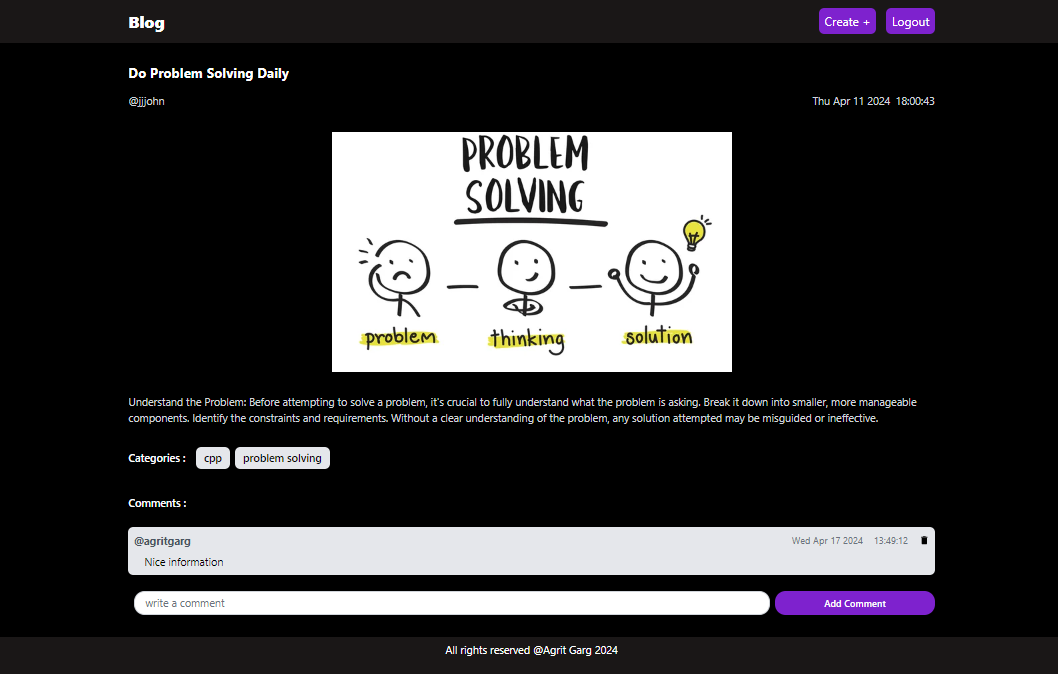 Blog
Create +
Logout
Do Problem Solving Daily
@jjjohn
Thu Apr 11 2024 18:00:43
PROBLEM
SOLVING
problem
thinking
solution
Understand the Problem: Before attempting to solve a problem, it's crucial to fully understand what the problem is asking. Break it down into smaller, more manageable
components. Identify the constraints and requirements. Without a clear understanding of the problem, any solution attempted may be misguided or ineffective.
Categories : cpp problem solving
Comments :
@agritgarg
Wed Apr 17 2024 13:49:12
Nice information
write a comment
Add Comment
All rights reserved @Agrit Garg 2024